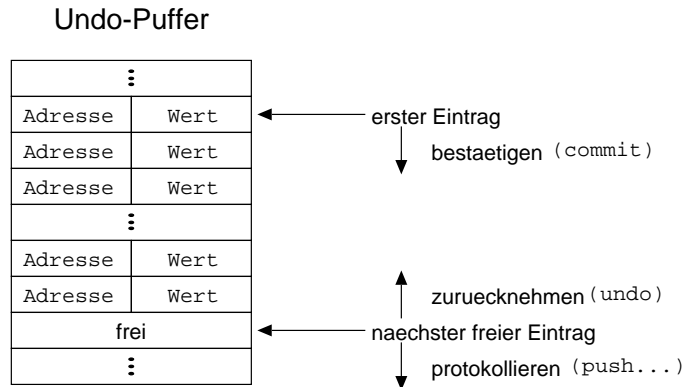 Undo-Puffer
Adresse Wert erster Eintrag
Adresse Wert bestaetigen (commit)
Adresse Wert
Adresse Wert
Adresse Wert zuruecknehmen (undo)
frei naechster freier Eintrag
protokollieren (push...)